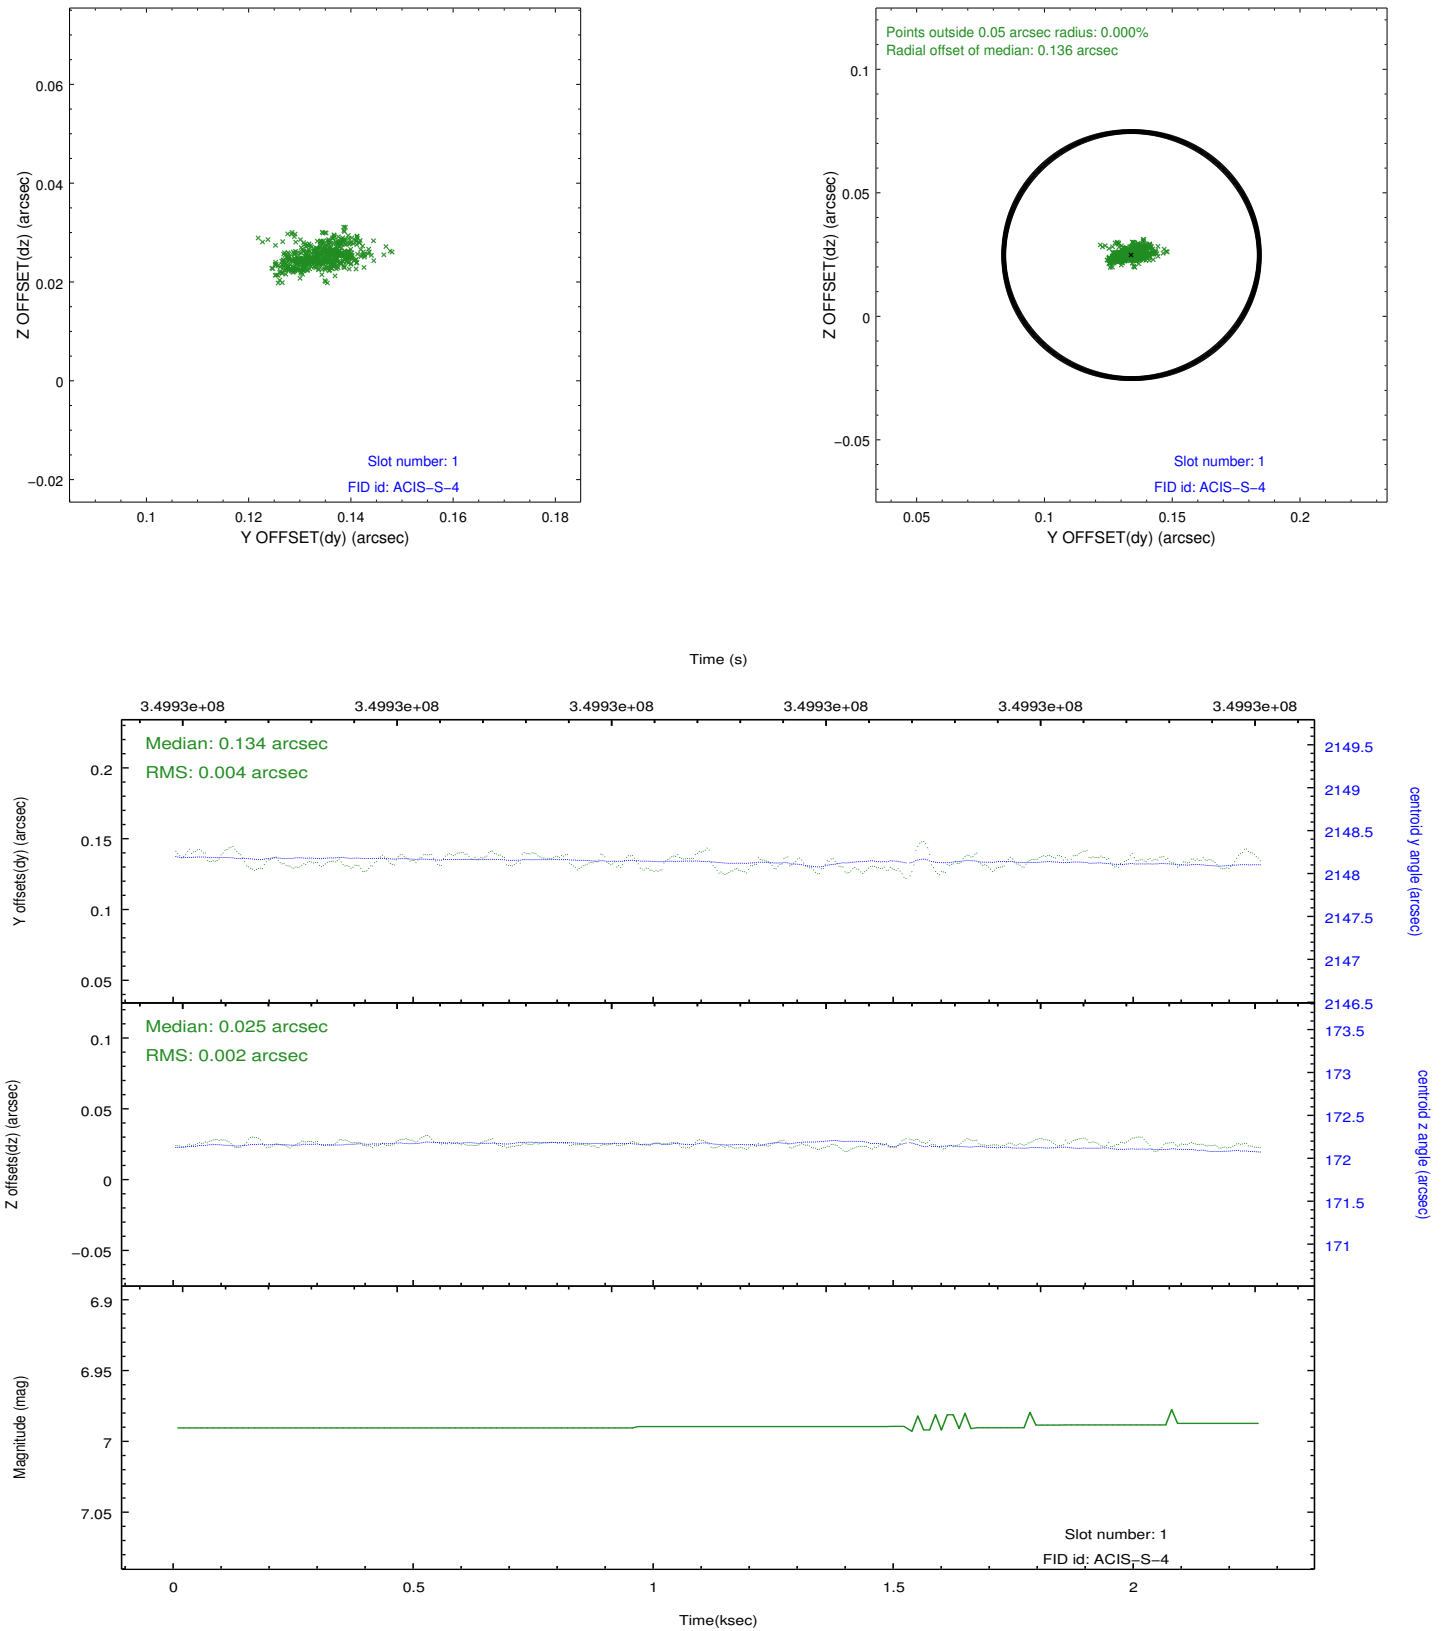 0.06
0.04
0.02
0
−0.02
Z OFFSET(dz) (arcsec)
Slot number: 1
FID id: ACIS−S−4
0.1
0.12
0.14
0.16
0.18
Y OFFSET(dy) (arcsec)
Points outside 0.05 arcsec radius: 0.000%
Radial offset of median: 0.136 arcsec
0.1
0.05
0
−0.05
Z OFFSET(dz) (arcsec)
Slot number: 1
FID id: ACIS−S−4
0.05
0.1
0.15
0.2
Y OFFSET(dy) (arcsec)
Time (s)
3.4993e+08
3.4993e+08
3.4993e+08
3.4993e+08
3.4993e+08
3.4993e+08
Median: 0.134 arcsec
RMS: 0.004 arcsec
0.2
0.15
0.1
0.05
Y offsets(dy) (arcsec)
2149.5
2149
2148.5
2148
2147.5
2147
2146.5
centroid y angle (arcsec)
Median: 0.025 arcsec
RMS: 0.002 arcsec
0.1
0.05
0
−0.05
Z offsets(dz) (arcsec)
173.5
173
172.5
172
171.5
171
centroid z angle (arcsec)
6.9
6.95
7
7.05
Magnitude (mag)
Slot number: 1
FID id: ACIS−S−4
0
0.5
1
1.5
2
Time(ksec)